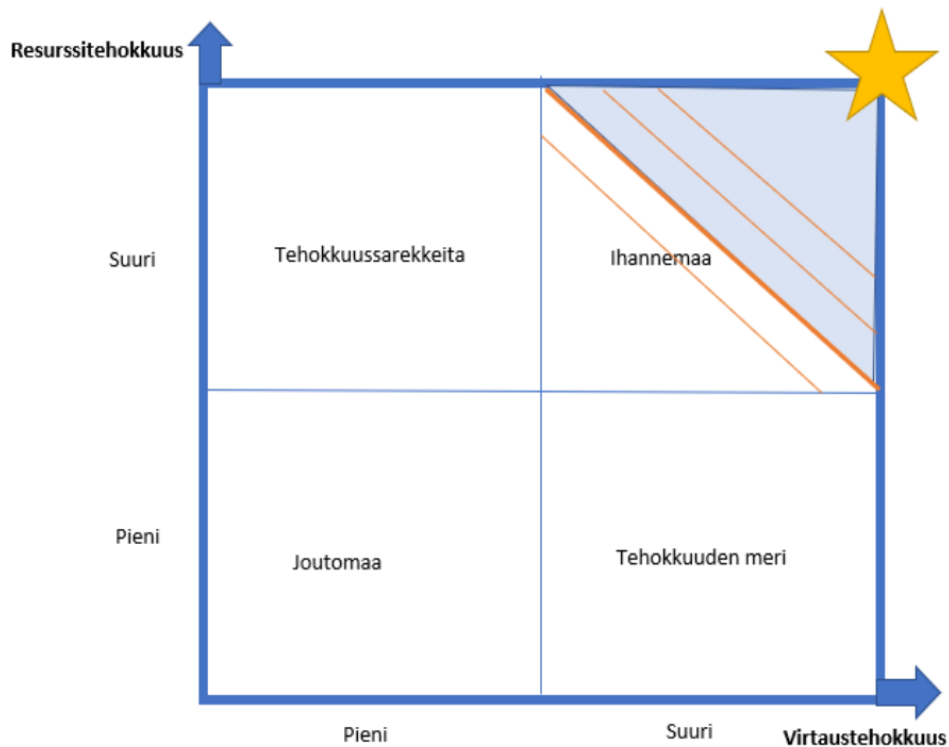 Resurssitehokkuus
Suuri
Tehokkuussarekkeita
Ihannemaa
Pieni
Joutomaa
Tehokkuuden meri
Pieni
Suuri
Virtaustehokkuus